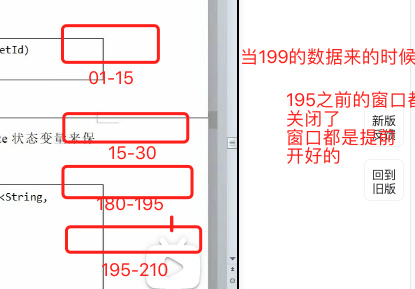 etId)
01-15
当199的数据来的时候
te 状态变量来保
15-30
195之前的窗口都
关闭了
窗口都是提前
开好的
新版
<String,
180-195
回到
旧版
195-210